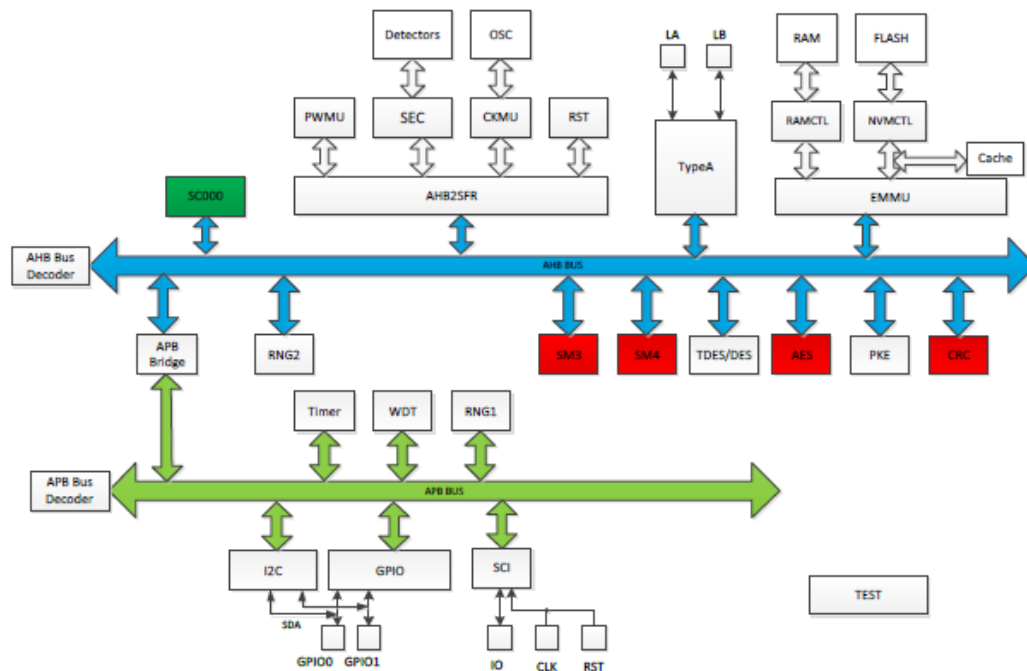 Detectors
OSC
LA
LB
RAM
FLASH
PWMU
SEC
CKMU
RST
RAMCTL
NVMCTL
TypeA
Cache
SC000
AHB2SFR
EMMU
AHB Bus
Decoder
AHB BUS
APB
Bridge
RNG2
SM3
SM4
TDES/DES
AES
PKE
CRC
Timer
WDT
RNG1
APB Bus
Decoder
APB BUS
I2C
GPIO
SCI
TEST
SDA
GPIO0
GPIO1
IO
CLK
RST